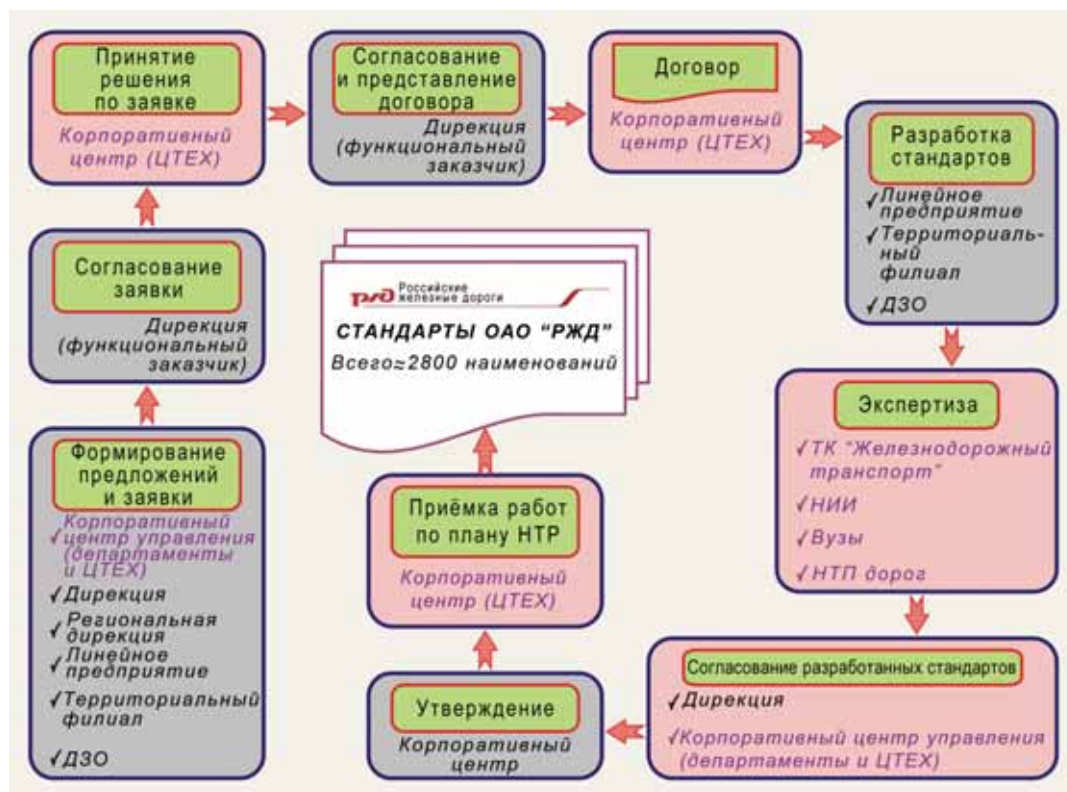 Принятие
решения
по заявке
Корпоративный
центр (ЦТЕХ)
Согласование
и представление
договора
Дирекция
(функциональный
заказчик)
Договор
Корпоративный
центр (ЦТЕХ)
Разработка
стандартов
✓Линейное
предприятие
✓Территориаль-
ный
филиал
✓ДЗО
Согласование
заявки
Дирекция
(функциональный
заказчик)
ржд Российские
железные дороги
СТАНДАРТЫ ОАО "РЖД"
Всего≃2800 наименований
Экспертиза
✓ТК "Железнодорожный
транспорт"
✓НИИ
✓Вузы
✓НТП дорог
Формирование
предложений
и заявки
Корпоративный
✓центр управления
(департаменты
и ЦТЕХ)
✓Дирекция
✓Региональная
дирекция
✓Линейное
предприятие
✓Территориальный
филиал
✓ДЗО
Приёмка работ
по плану НТР
Корпоративный
центр (ЦТЕХ)
Согласование разработанных стандартов
✓Дирекция
✓Корпоративный центр управления
(департаменты и ЦТЕХ)
Утверждение
Корпоративный
центр